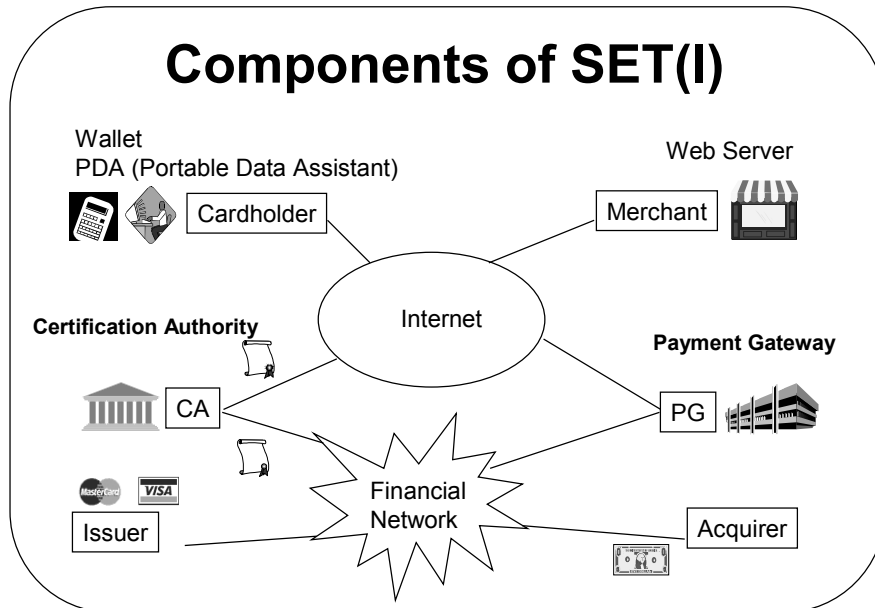 Components of SET(I)
Wallet
PDA (Portable Data Assistant)
Web Server
Cardholder
Merchant
Internet
Certification Authority
Payment Gateway
CA
PG
MasterCard
VISA
Financial
Network
Issuer
Acquirer